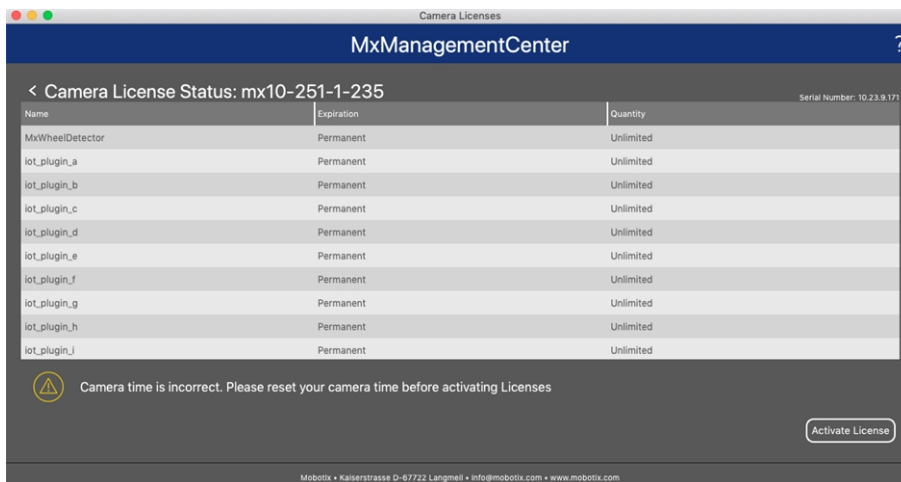 Camera Licenses
MxManagementCenter
?
< Camera License Status: mx10-251-1-235
Serial Number: 10.23.9.171
Name Expiration Quantity
MxWheelDetector Permanent Unlimited
iot_plugin_a Permanent Unlimited
iot_plugin_b Permanent Unlimited
iot_plugin_c Permanent Unlimited
iot_plugin_d Permanent Unlimited
iot_plugin_e Permanent Unlimited
iot_plugin_f Permanent Unlimited
iot_plugin_g Permanent Unlimited
iot_plugin_h Permanent Unlimited
iot_plugin_i Permanent Unlimited
Camera time is incorrect. Please reset your camera time before activating Licenses
Activate License
Mobotix • Kaiserstrasse D-67722 Langmeil • info@mobotix.com • www.mobotix.com